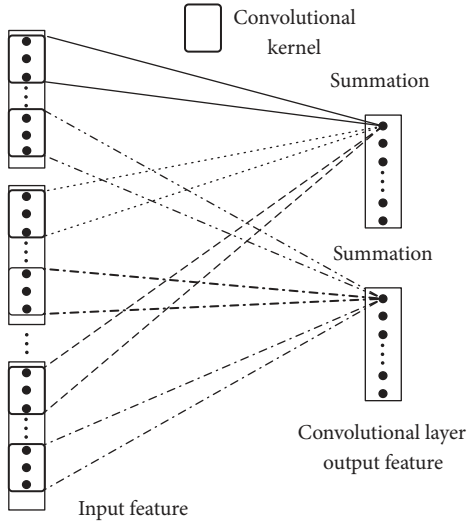 Convolutional
kernel
Summation
Summation
Convolutional layer
output feature
Input feature